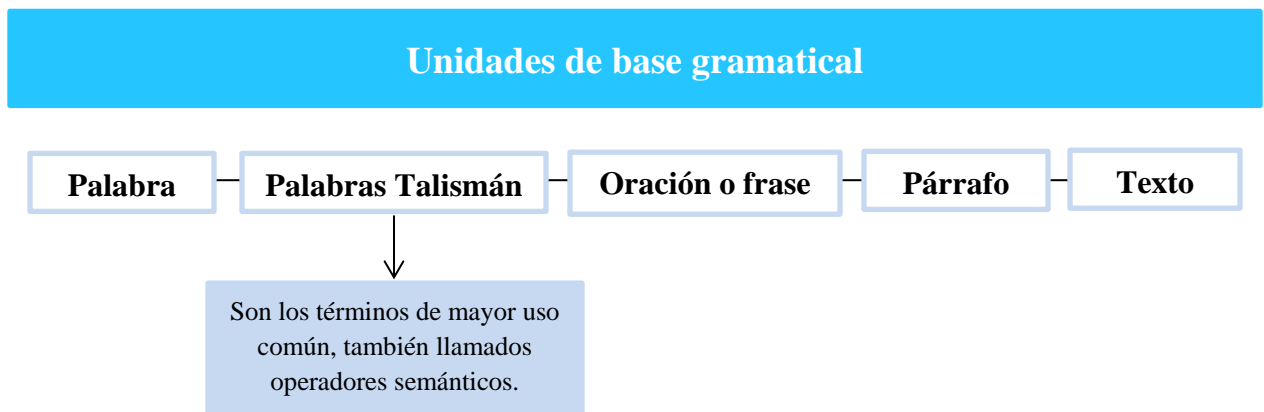 Unidades de base gramatical
Palabra
Palabras Talismán
Oración o frase
Párrafo
Texto
Son los términos de mayor uso
común, también llamados
operadores semánticos.